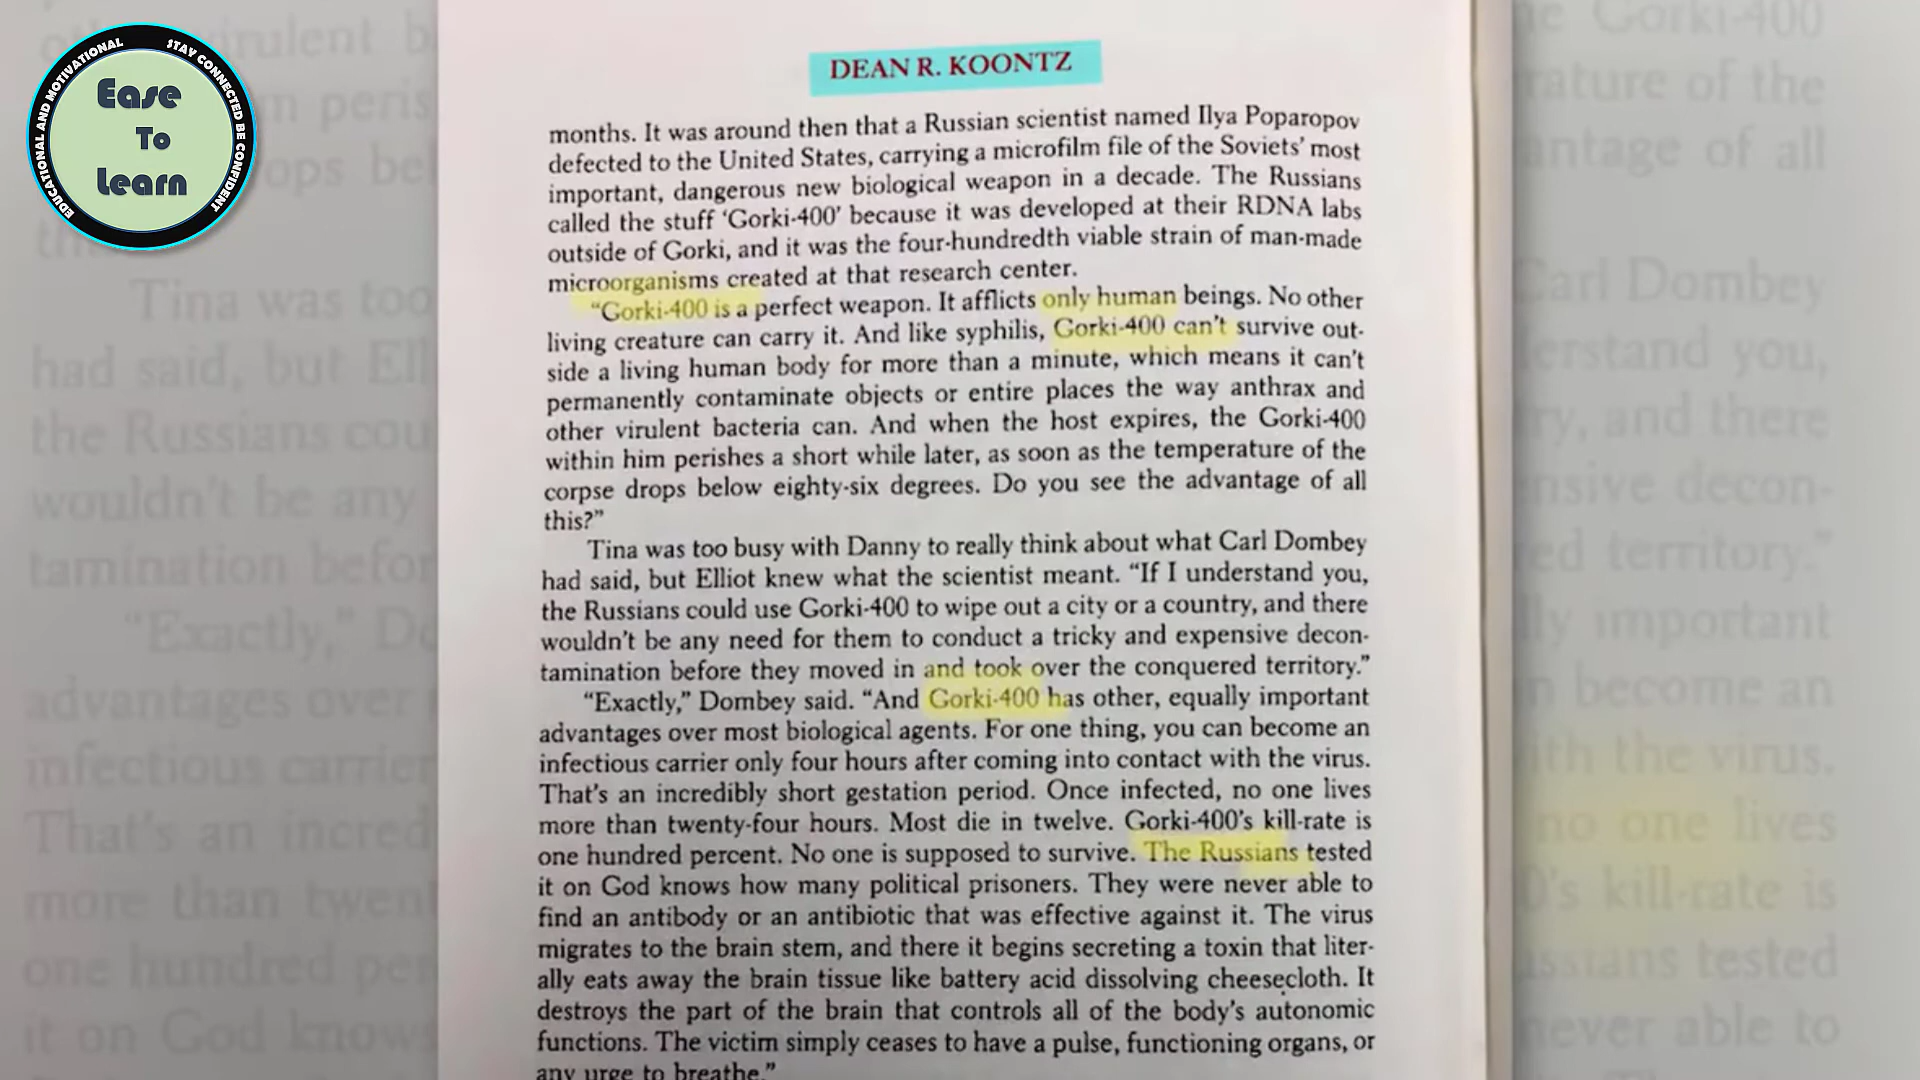 EDUCATIONAL AND MOTIVATIONAL
STAY CONNECTED BE CONFIDENT
Ease
To
Learn
DEAN R. KOONTZ
months. It was around then that a Russian scientist named Ilya Poparopov
defected to the United States, carrying a microfilm file of the Soviets’ most
important, dangerous new biological weapon in a decade. The Russians
called the stuff ‘Gorki-400’ because it was developed at their RDNA labs
outside of Gorki, and it was the four-hundredth viable strain of man-made
microorganisms created at that research center.
“Gorki-400 is a perfect weapon. It afflicts only human beings. No other
living creature can carry it. And like syphilis, Gorki-400 can’t survive out-
side a living human body for more than a minute, which means it can’t
permanently contaminate objects or entire places the way anthrax and
other virulent bacteria can. And when the host expires, the Gorki-400
within him perishes a short while later, as soon as the temperature of the
corpse drops below eighty-six degrees. Do you see the advantage of all
this?”
Tina was too busy with Danny to really think about what Carl Dombey
had said, but Elliot knew what the scientist meant. “If I understand you,
the Russians could use Gorki-400 to wipe out a city or a country, and there
wouldn’t be any need for them to conduct a tricky and expensive decon-
tamination before they moved in and took over the conquered territory.”
“Exactly,” Dombey said. “And Gorki-400 has other, equally important
advantages over most biological agents. For one thing, you can become an
infectious carrier only four hours after coming into contact with the virus.
That’s an incredibly short gestation period. Once infected, no one lives
more than twenty-four hours. Most die in twelve. Gorki-400’s kill-rate is
one hundred percent. No one is supposed to survive. The Russians tested
it on God knows how many political prisoners. They were never able to
find an antibody or an antibiotic that was effective against it. The virus
migrates to the brain stem, and there it begins secreting a toxin that liter-
ally eats away the brain tissue like battery acid dissolving cheesecloth. It
destroys the part of the brain that controls all of the body’s autonomic
functions. The victim simply ceases to have a pulse, functioning organs, or
any urge to breathe.”